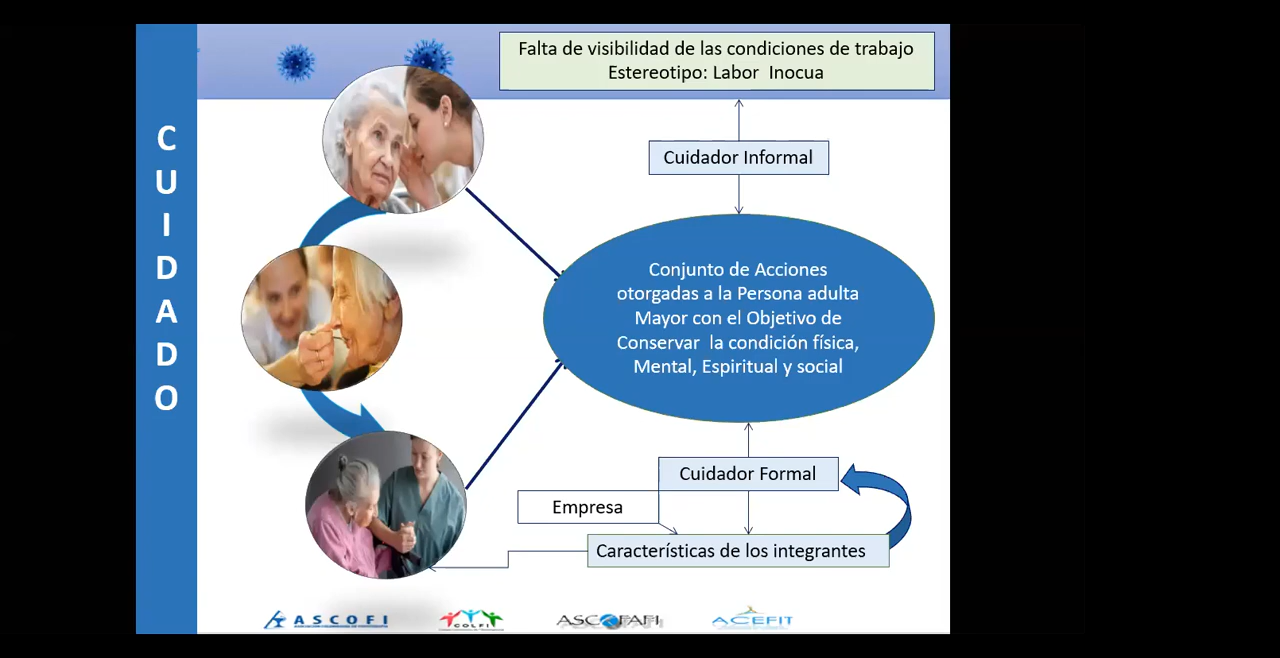 Falta de visibilidad de las condiciones de trabajo
Estereotipo: Labor Inocua
CUIDADO
Cuidador Informal
Conjunto de Acciones
otorgadas a la Persona adulta
Mayor con el Objetivo de
Conservar la condición física,
Mental, Espiritual y social
Cuidador Formal
Empresa
Características de los integrantes
ASCOFI
COLFI
ASCOFAFI
ACEFIT